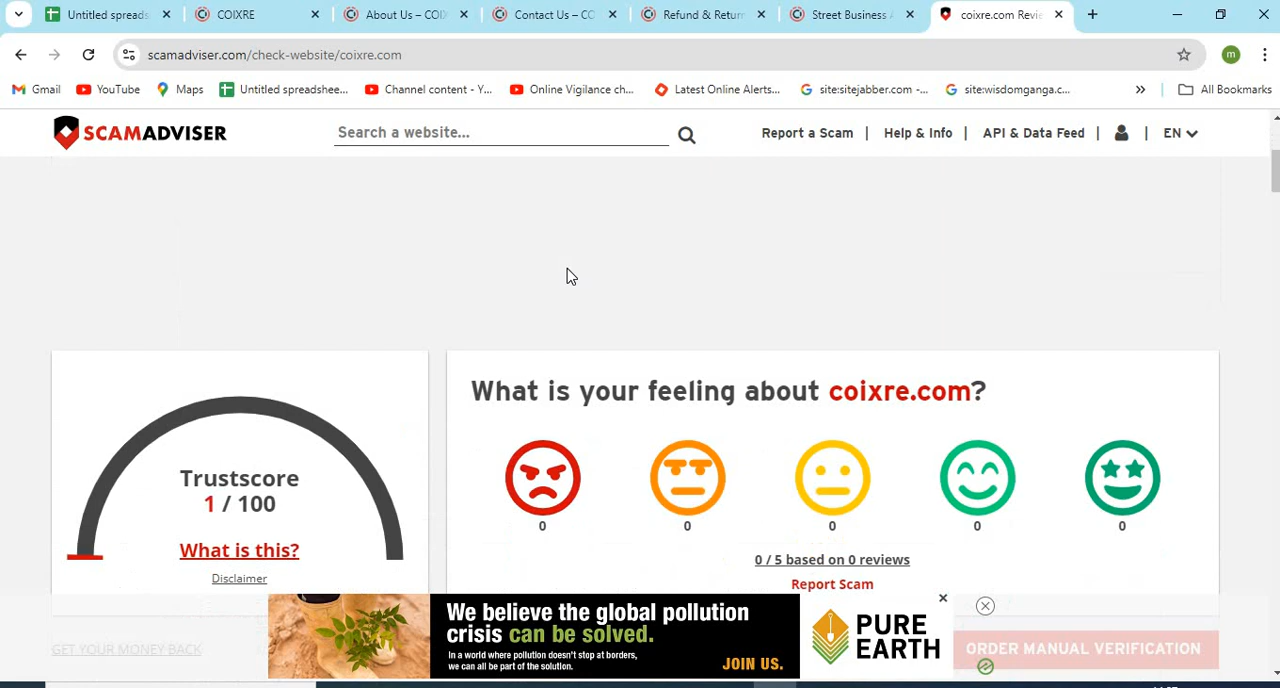 Untitled spreads
COIXRE
About Us – COI
Contact Us – CO
Refund & Return
Street Business A
coixre.com Revie
scamadviser.com/check-website/coixre.com
m
Gmail
YouTube
Maps
Untitled spreadshee...
Channel content - Y...
Online Vigilance ch...
Latest Online Alerts...
site:sitejabber.com -...
site:wisdomganga.c...
All Bookmarks
SCAMADVISER
Search a website...
Report a Scam
Help & Info
API & Data Feed
EN
Trustscore
1 / 100
What is this?
Disclaimer
What is your feeling about coixre.com?
0
0
0
0
0
0 / 5 based on 0 reviews
Report Scam
GET YOUR MONEY BACK
We believe the global pollution
crisis can be solved.
In a world where pollution doesn't stop at borders,
we can all be part of the solution.
JOIN US.
PURE
EARTH
ORDER MANUAL VERIFICATION